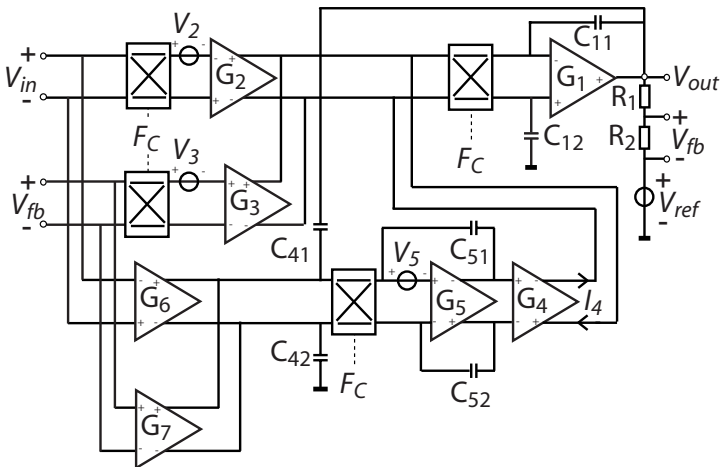 V2
C11
+
Vin
-
+ -
G2
- +
+ -
G1
-
+
+
Vout
R1
FC
FC
C12
R2
+
Vfb
-
V3
+
Vfb
-
+ -
G3
+ +
- -
C41
+
Vref
-
V5
C51
G6
- +
+ -
+ -
G5
- +
- +
G4
+ -
- +
I4
C42
FC
C52
G7
+ +
- -